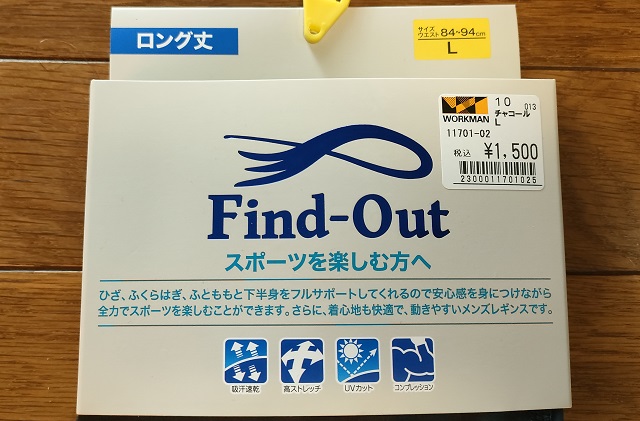 ロング丈
サイズ
ウエスト 84~94cm
L
WORKMAN
10 013
チャコール
L
11701-02
税込 ¥1,500
2300011701025
Find-Out
スポーツを楽しむ方へ
ひざ、ふくらはぎ、ふとももと下半身をフルサポートしてくれるので安心感を身につけながら
全力でスポーツを楽しむことができます。さらに、着心地も快適で、動きやすいメンズレギンスです。
吸汗速乾
高ストレッチ
UVカット
コンプレッション